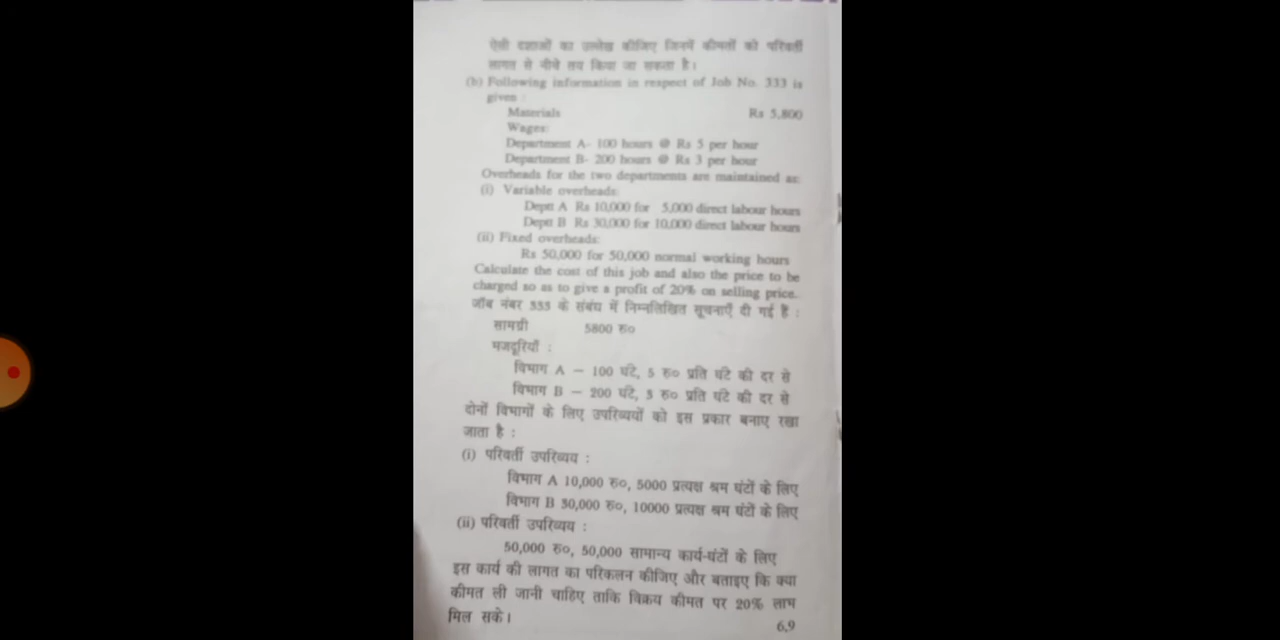 ऐसी दशाओं का उल्लेख कीजिए जिनमें कीमतों को परिवर्ती
लागत से नीचे तय किया जा सकता है।
(b) Following information in respect of Job No. 333 is
given :
Materials Rs 5,800
Wages:
Department A- 100 hours @ Rs 5 per hour
Department B- 200 hours @ Rs 3 per hour
Overheads for the two departments are maintained as:
(i) Variable overheads:
Deptt A Rs 10,000 for 5,000 direct labour hours
Deptt B Rs 30,000 for 10,000 direct labour hours
(ii) Fixed overheads:
Rs 50,000 for 50,000 normal working hours
Calculate the cost of this job and also the price to be
charged so as to give a profit of 20% on selling price.
जॉब नंबर 333 के संबंध में निम्नलिखित सूचनाएँ दी गई हैं :
सामग्री 5800 रु०
मजदूरियाँ :
विभाग A – 100 घंटे, 5 रु० प्रति घंटे की दर से
विभाग B – 200 घंटे, 3 रु० प्रति घंटे की दर से
दोनों विभागों के लिए उपरिव्ययों को इस प्रकार बनाए रखा
जाता है :
(i) परिवर्ती उपरिव्यय :
विभाग A 10,000 रु०, 5000 प्रत्यक्ष श्रम घंटों के लिए
विभाग B 30,000 रु०, 10000 प्रत्यक्ष श्रम घंटों के लिए
(ii) परिवर्ती उपरिव्यय :
50,000 रु०, 50,000 सामान्य कार्य-घंटों के लिए
इस कार्य की लागत का परिकलन कीजिए और बताइए कि क्या
कीमत ली जानी चाहिए ताकि विक्रय कीमत पर 20% लाभ
मिल सके।
6,9